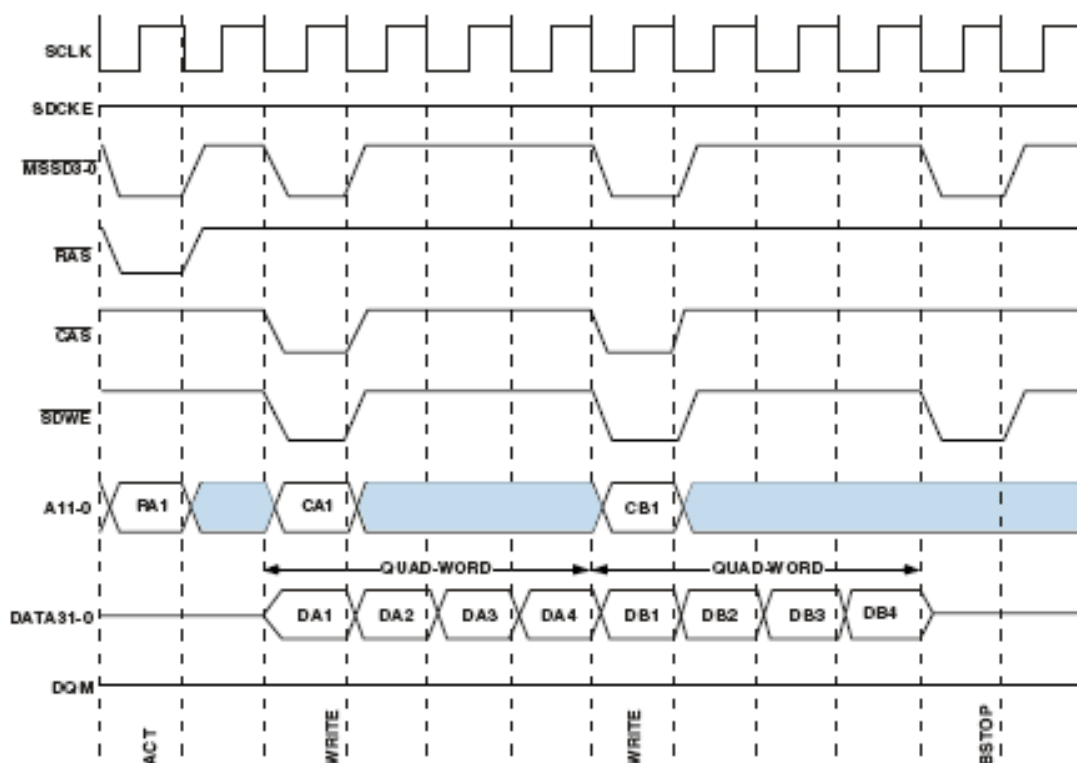 SCLK
SDCKE
MSSD3-0
RAS
CAS
SDWE
A11-0 RA1 CA1 CB1
QUAD-WORD QUAD-WORD
DATA31-0 DA1 DA2 DA3 DA4 DB1 DB2 DB3 DB4
DQM
ACT WRITE WRITE BSTOP